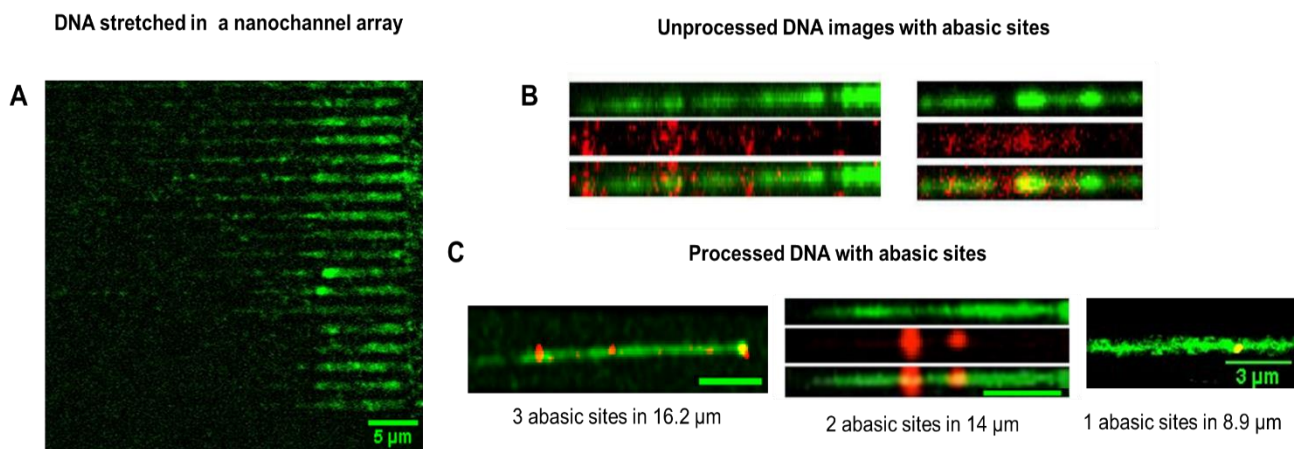 DNA stretched in a nanochannel array
Unprocessed DNA images with abasic sites
A
B
5 µm
C
Processed DNA with abasic sites
3 µm
3 abasic sites in 16.2 µm
2 abasic sites in 14 µm
1 abasic sites in 8.9 µm